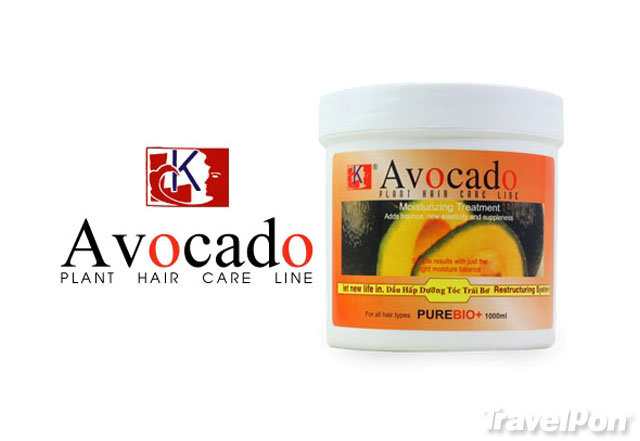 K
Avocado
PLANT HAIR CARE LINE
K®
Avocado
PLANT HAIR CARE LINE
Moisturizing Treatment
Adds bounce, new elasticity and suppleness
results with just the
right moisture balance
let new life in. Dầu Hấp Dưỡng Tóc Trái Bơ Restructuring System
For all hair types PUREBIO+ 1000ml
TravelPon